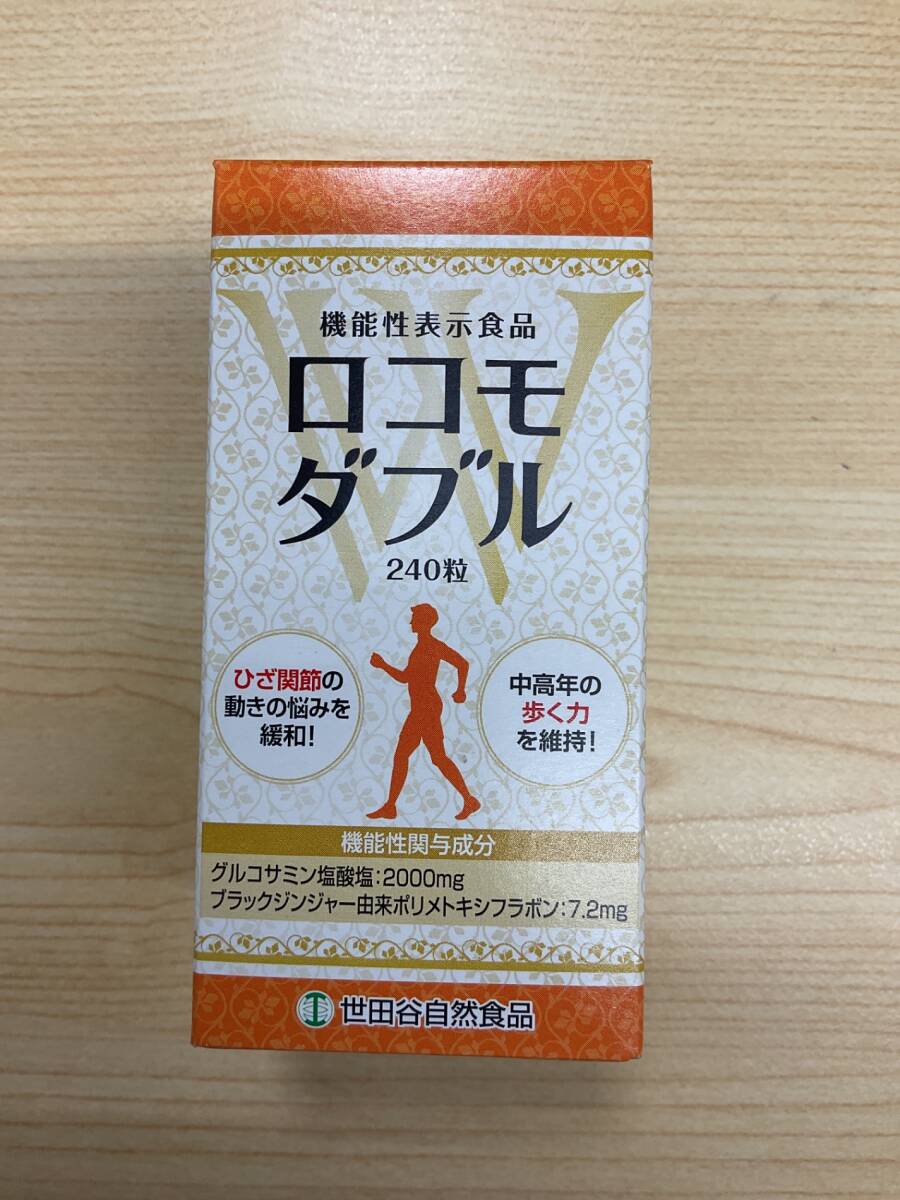 機能性表示食品
ロコモ
ダブル
240粒
ひざ関節の
動きの悩みを
緩和!
中高年の
歩く力
を維持!
機能性関与成分
グルコサミン塩酸塩:2000mg
ブラックジンジャー由来ポリメトキシフラボン:7.2mg
世田谷自然食品